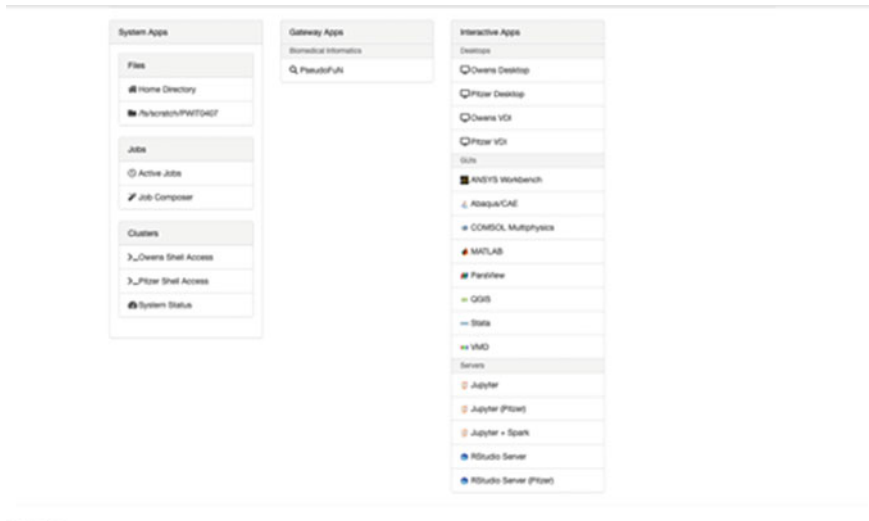 System Apps
Files
Home Directory
/fs/scratch/PWIT0407
Jobs
Active Jobs
Job Composer
Clusters
>_Owens Shell Access
>_Pitzer Shell Access
System Status
Gateway Apps
Biomedical Informatics
PseudoFuN
Interactive Apps
Desktops
Owens Desktop
Pitzer Desktop
Owens VDI
Pitzer VDI
GUIs
ANSYS Workbench
Abaqus/CAE
COMSOL Multiphysics
MATLAB
ParaView
QGIS
Stata
VMD
Servers
Jupyter
Jupyter (Pitzer)
Jupyter + Spark
RStudio Server
RStudio Server (Pitzer)